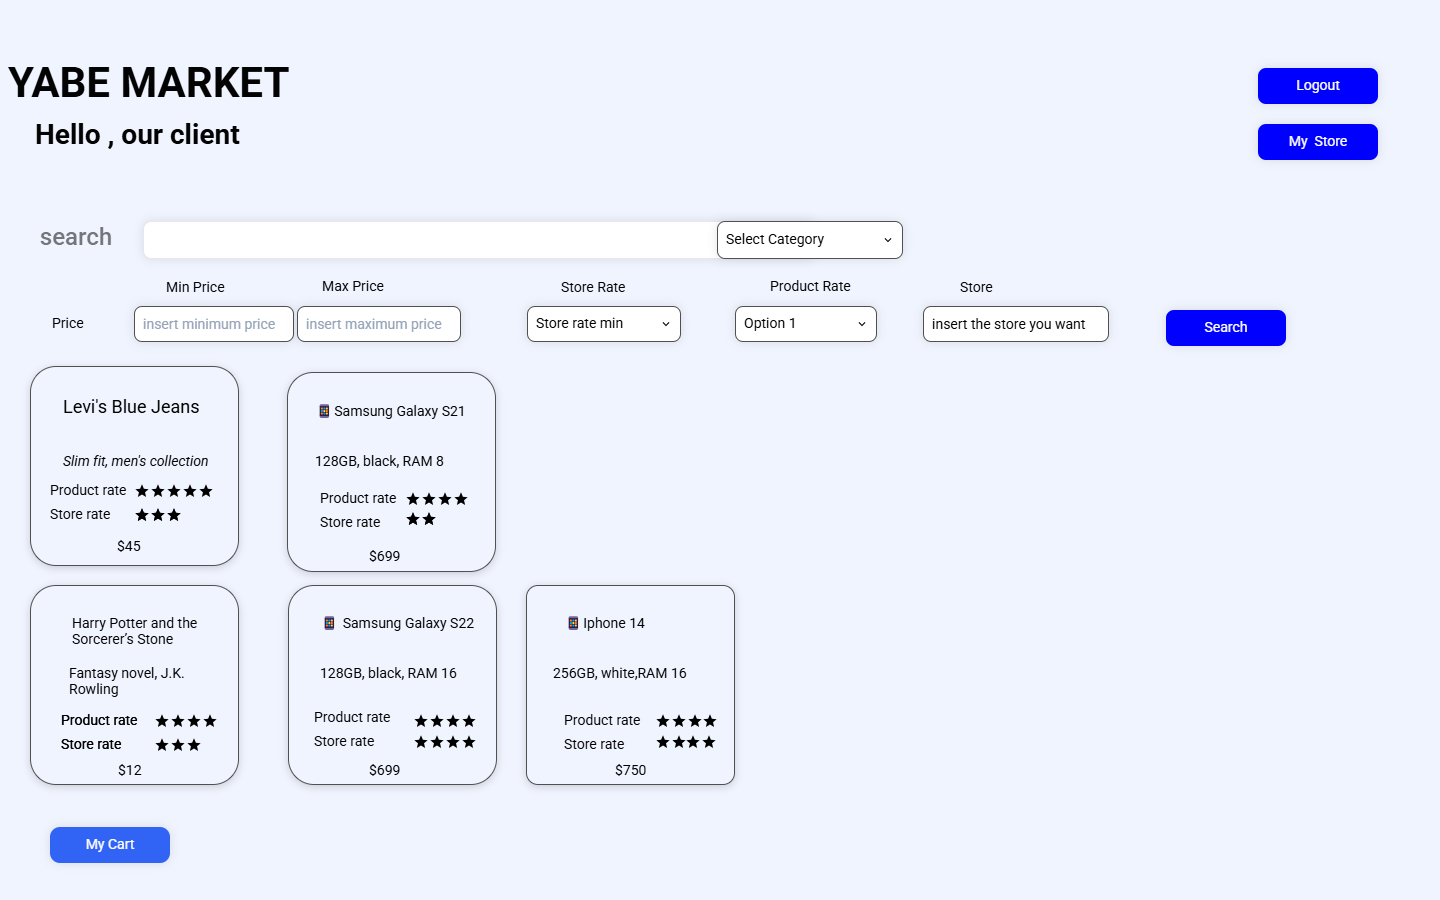 YABE MARKET
Logout
Hello , our client
My Store
search
Select Category
Min Price
Max Price
Store Rate
Product Rate
Store
Price
insert minimum price
insert maximum price
Store rate min
Option 1
insert the store you want
Search
Levi's Blue Jeans
Slim fit, men's collection
Product rate ★★★★★
Store rate ★★★
$45
📱 Samsung Galaxy S21
128GB, black, RAM 8
Product rate ★★★★
Store rate ★★
$699
Harry Potter and the
Sorcerer’s Stone
Fantasy novel, J.K.
Rowling
Product rate ★★★★
Store rate ★★★
$12
📱 Samsung Galaxy S22
128GB, black, RAM 16
Product rate ★★★★
Store rate ★★★★
$699
📱 Iphone 14
256GB, white,RAM 16
Product rate ★★★★
Store rate ★★★★
$750
My Cart